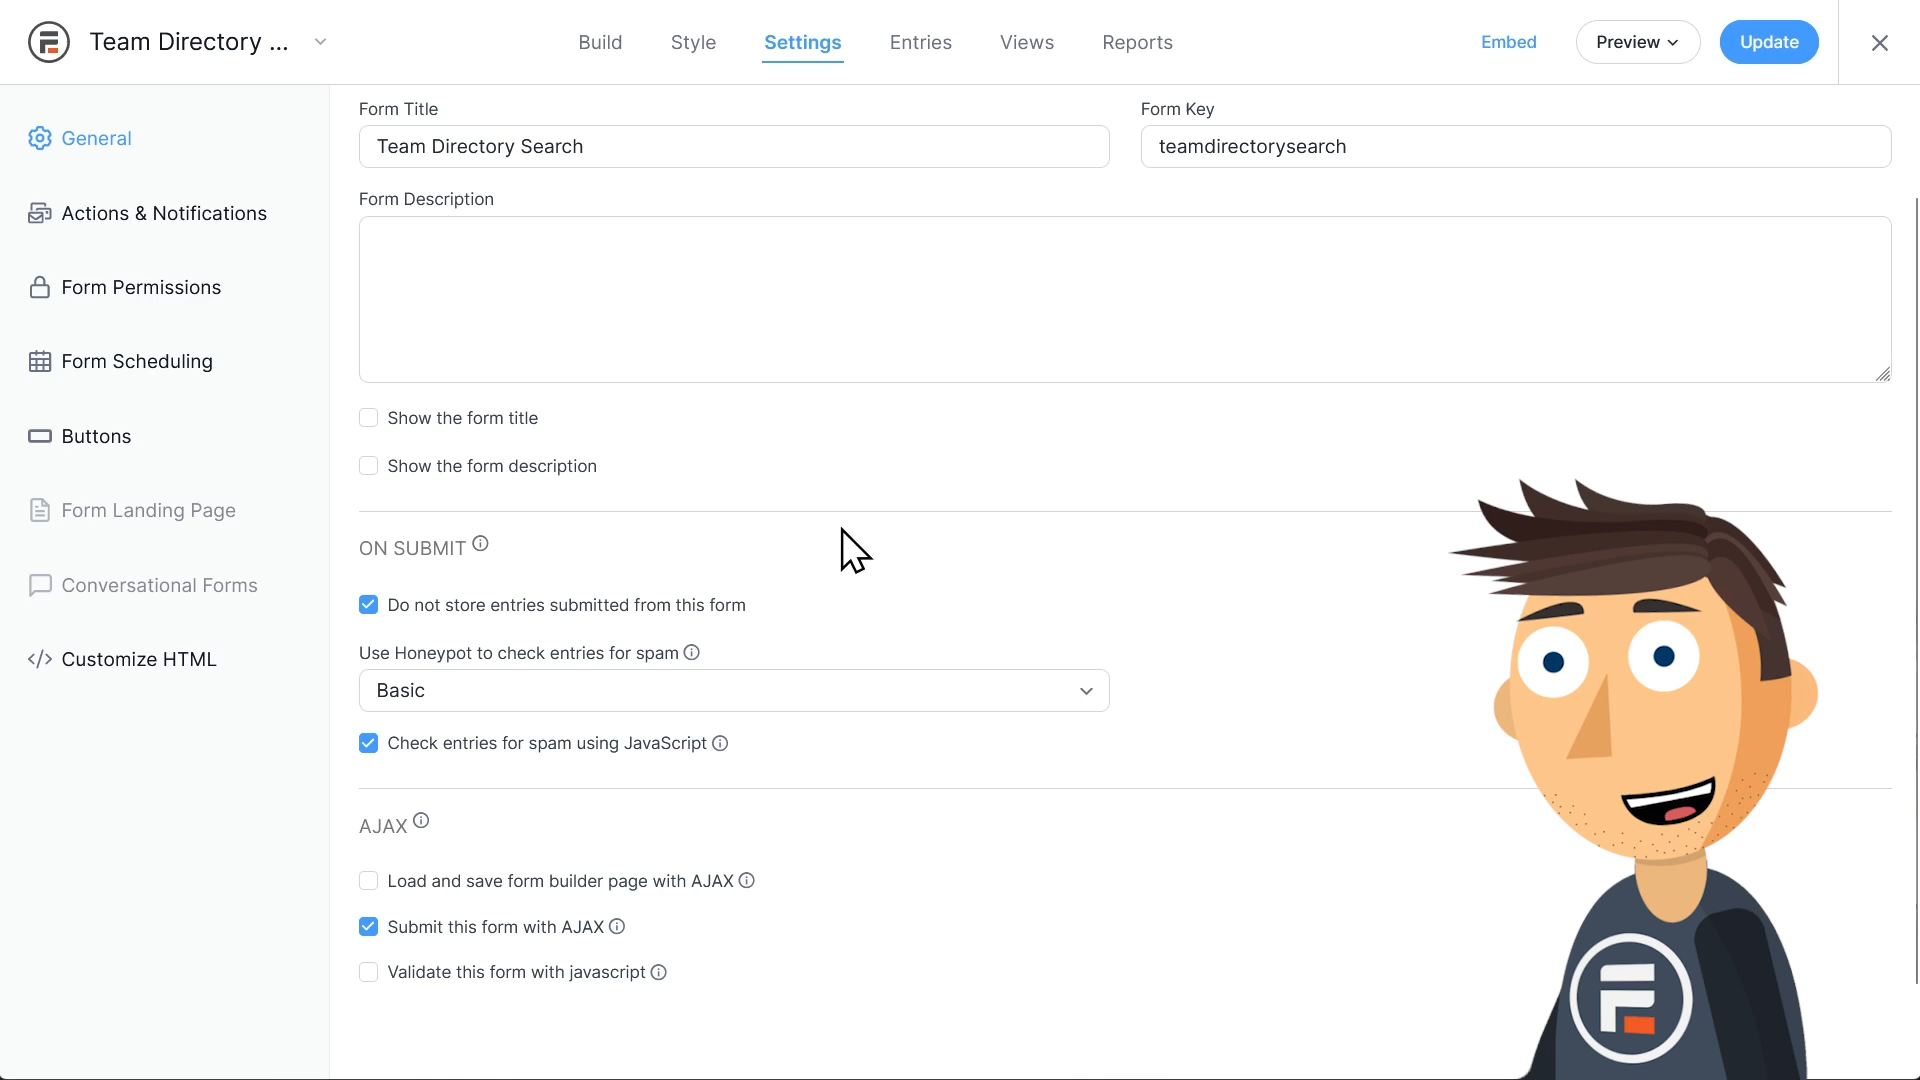 Team Directory ...
Build
Style
Settings
Entries
Views
Reports
Embed
Preview
Update
General
Actions & Notifications
Form Permissions
Form Scheduling
Buttons
Form Landing Page
Conversational Forms
Customize HTML
Form Title
Form Key
Team Directory Search
teamdirectorysearch
Form Description
Show the form title
Show the form description
ON SUBMIT
Do not store entries submitted from this form
Use Honeypot to check entries for spam
Basic
Check entries for spam using JavaScript
AJAX
Load and save form builder page with AJAX
Submit this form with AJAX
Validate this form with javascript